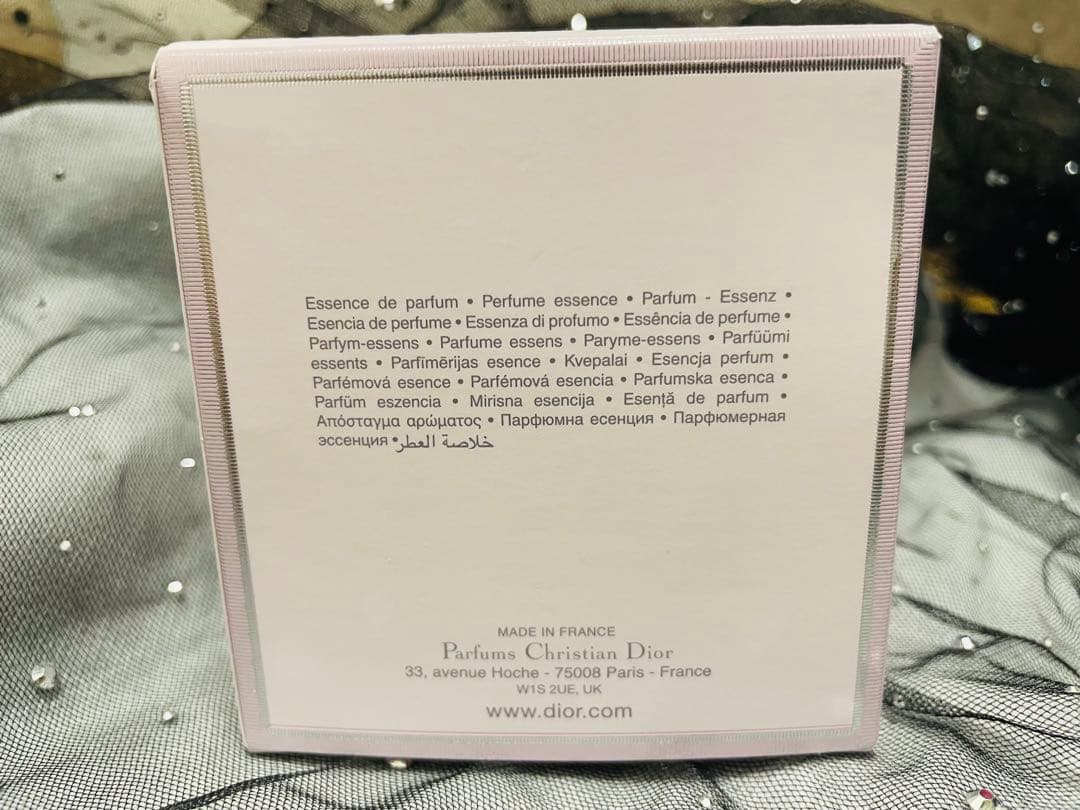 Essence de parfum • Perfume essence • Parfum - Essenz •
Esencia de perfume • Essenza di profumo • Essência de perfume •
Parfym-essens • Parfume essens • Paryme-essens • Parfüümi
essents • Parfīmērijas esence • Kvepalai • Esencja perfum •
Parfémová esence • Parfémová esencia • Parfumska esenca •
Parfüm eszencia • Mirisna esencija • Esență de parfum •
Απόσταγμα αρώματος • Парфюмна есенция • Парфюмерная
эссенция • خلاصة العطر
MADE IN FRANCE
Parfums Christian Dior
33, avenue Hoche - 75008 Paris - France
W1S 2UE, UK
www.dior.com